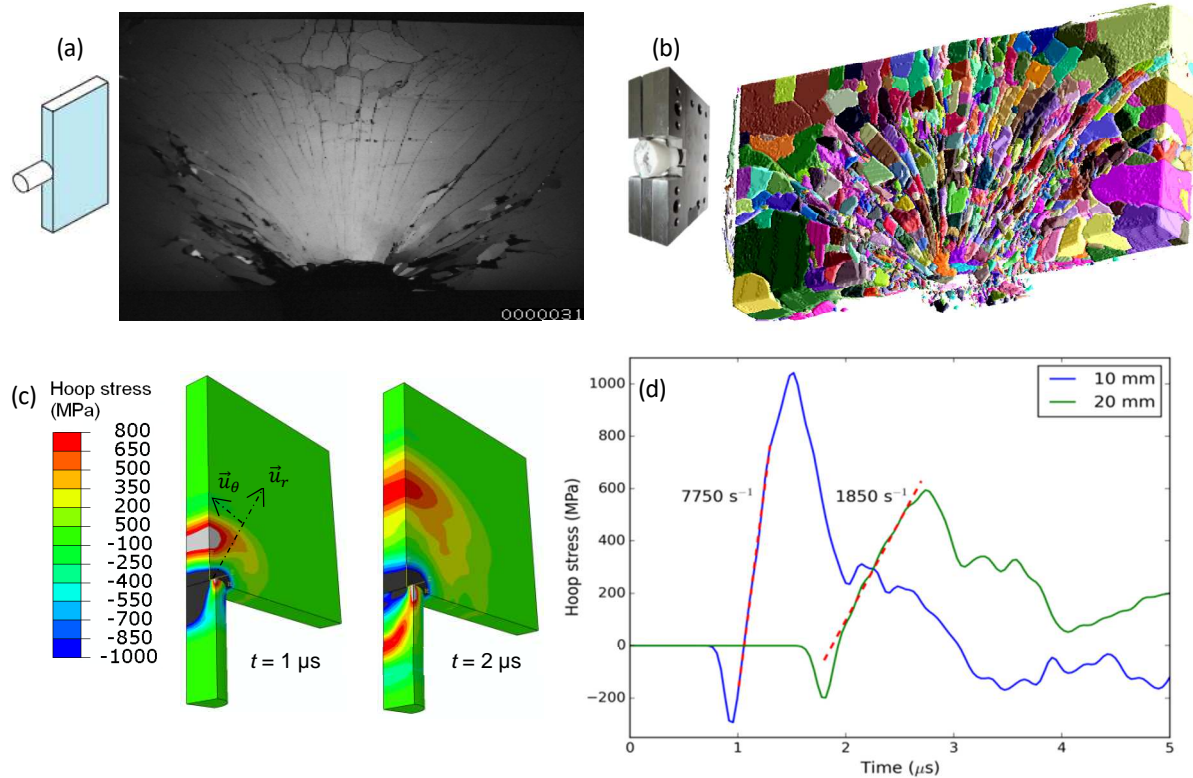 (a)
0000031
(b)
(c)
Hoop stress
(MPa)
800
650
500
350
200
500
-100
-250
-400
-550
-700
-850
-1000
u⃗θ
u⃗r
t = 1 µs
t = 2 µs
(d)
10 mm
20 mm
7750 s⁻¹
1850 s⁻¹
Hoop stress (MPa)
1000
800
600
400
200
0
−200
0
1
2
3
4
5
Time (µs)